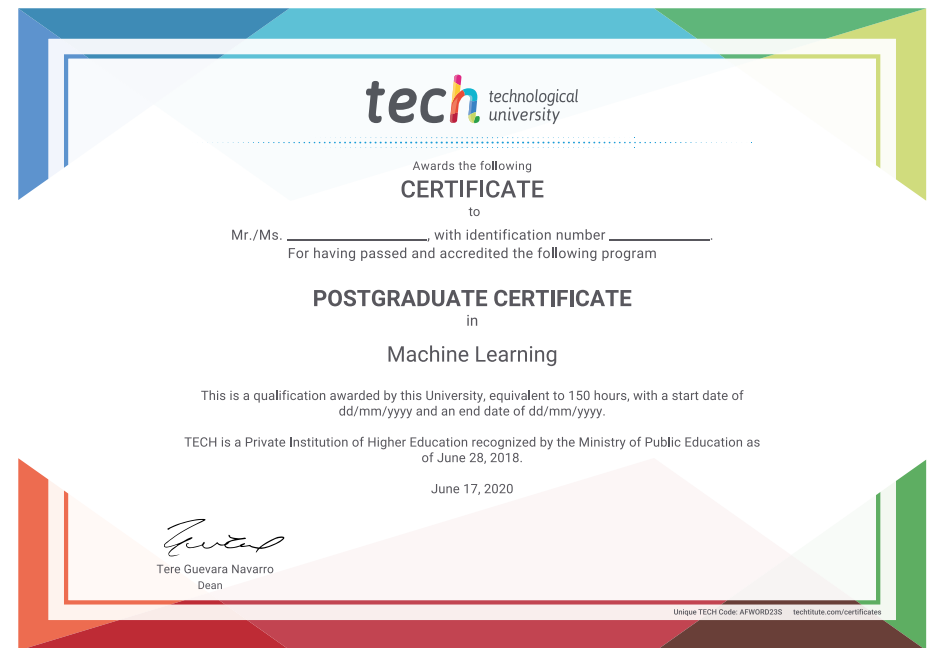 tech technological
university
Awards the following
CERTIFICATE
to
Mr./Ms. ____________________, with identification number ______________.
For having passed and accredited the following program
POSTGRADUATE CERTIFICATE
in
Machine Learning
This is a qualification awarded by this University, equivalent to 150 hours, with a start date of
dd/mm/yyyy and an end date of dd/mm/yyyy.
TECH is a Private Institution of Higher Education recognized by the Ministry of Public Education as
of June 28, 2018.
June 17, 2020
Tere Guevara Navarro
Dean
Unique TECH Code: AFWORD23S techtitute.com/certificates